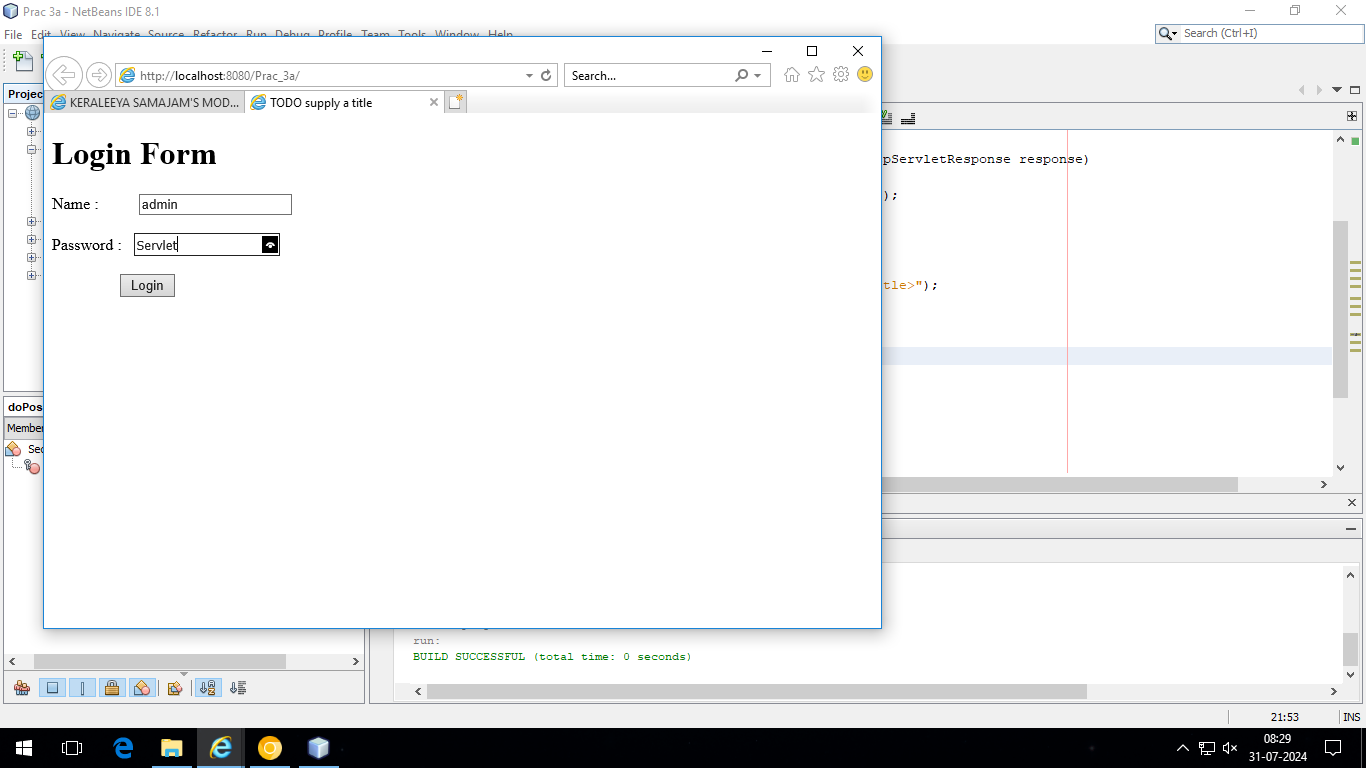 Prac 3a - NetBeans IDE 8.1
File Edit View Navigate Source Refactor Run Debug Profile Team Tools Window Help
Search (Ctrl+I)
http://localhost:8080/Prac_3a/
Search...
KERALEEYA SAMAJAM'S MOD...
TODO supply a title
Projec
Login Form
Name :
admin
Password :
Servlet
Login
pServletResponse response)
);
tle>");
doPos
Member
Sec
run:
BUILD SUCCESSFUL (total time: 0 seconds)
21:53
INS
08:29
31-07-2024